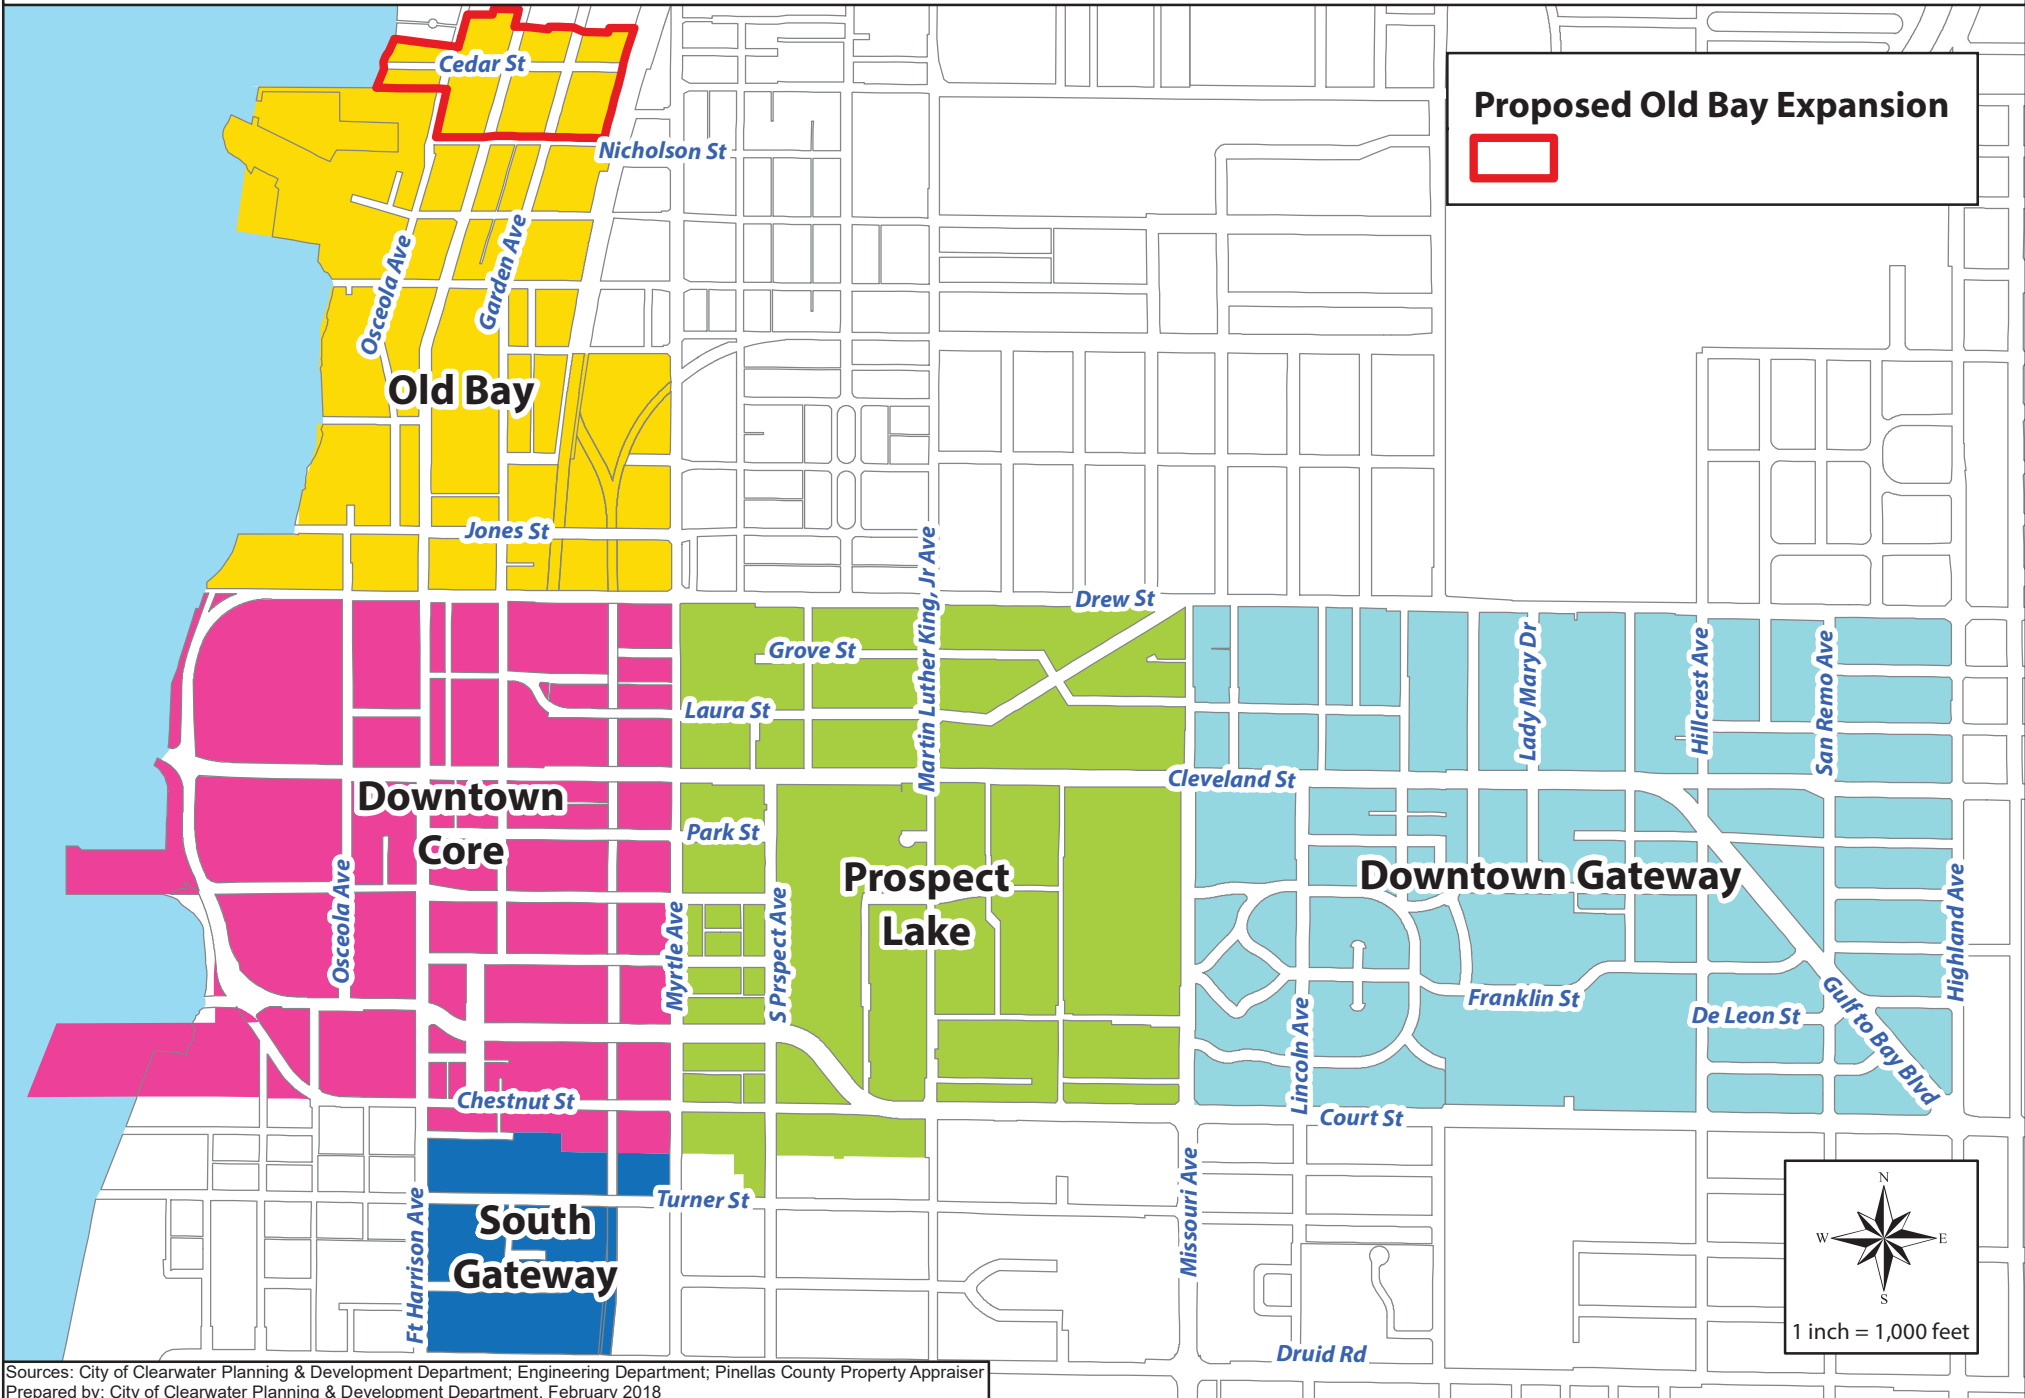 Cedar St
Proposed Old Bay Expansion
Nicholson St
Osceola Ave
Garden Ave
Old Bay
Jones St
Martin Luther King, Jr Ave
Drew St
Grove St
Lady Mary Dr
Hillcrest Ave
San Remo Ave
Laura St
Cleveland St
Downtown
Core
Park St
Prospect
Lake
Downtown Gateway
Osceola Ave
Myrtle Ave
S Prspect Ave
Highland Ave
Lincoln Ave
Franklin St
De Leon St
Gulf to Bay Blvd
Chestnut St
Court St
Missouri Ave
Ft Harrison Ave
Turner St
South
Gateway
N
W
E
S
1 inch = 1,000 feet
Druid Rd
Sources: City of Clearwater Planning & Development Department; Engineering Department; Pinellas County Property Appraiser
Prepared by: City of Clearwater Planning & Development Department, February 2018